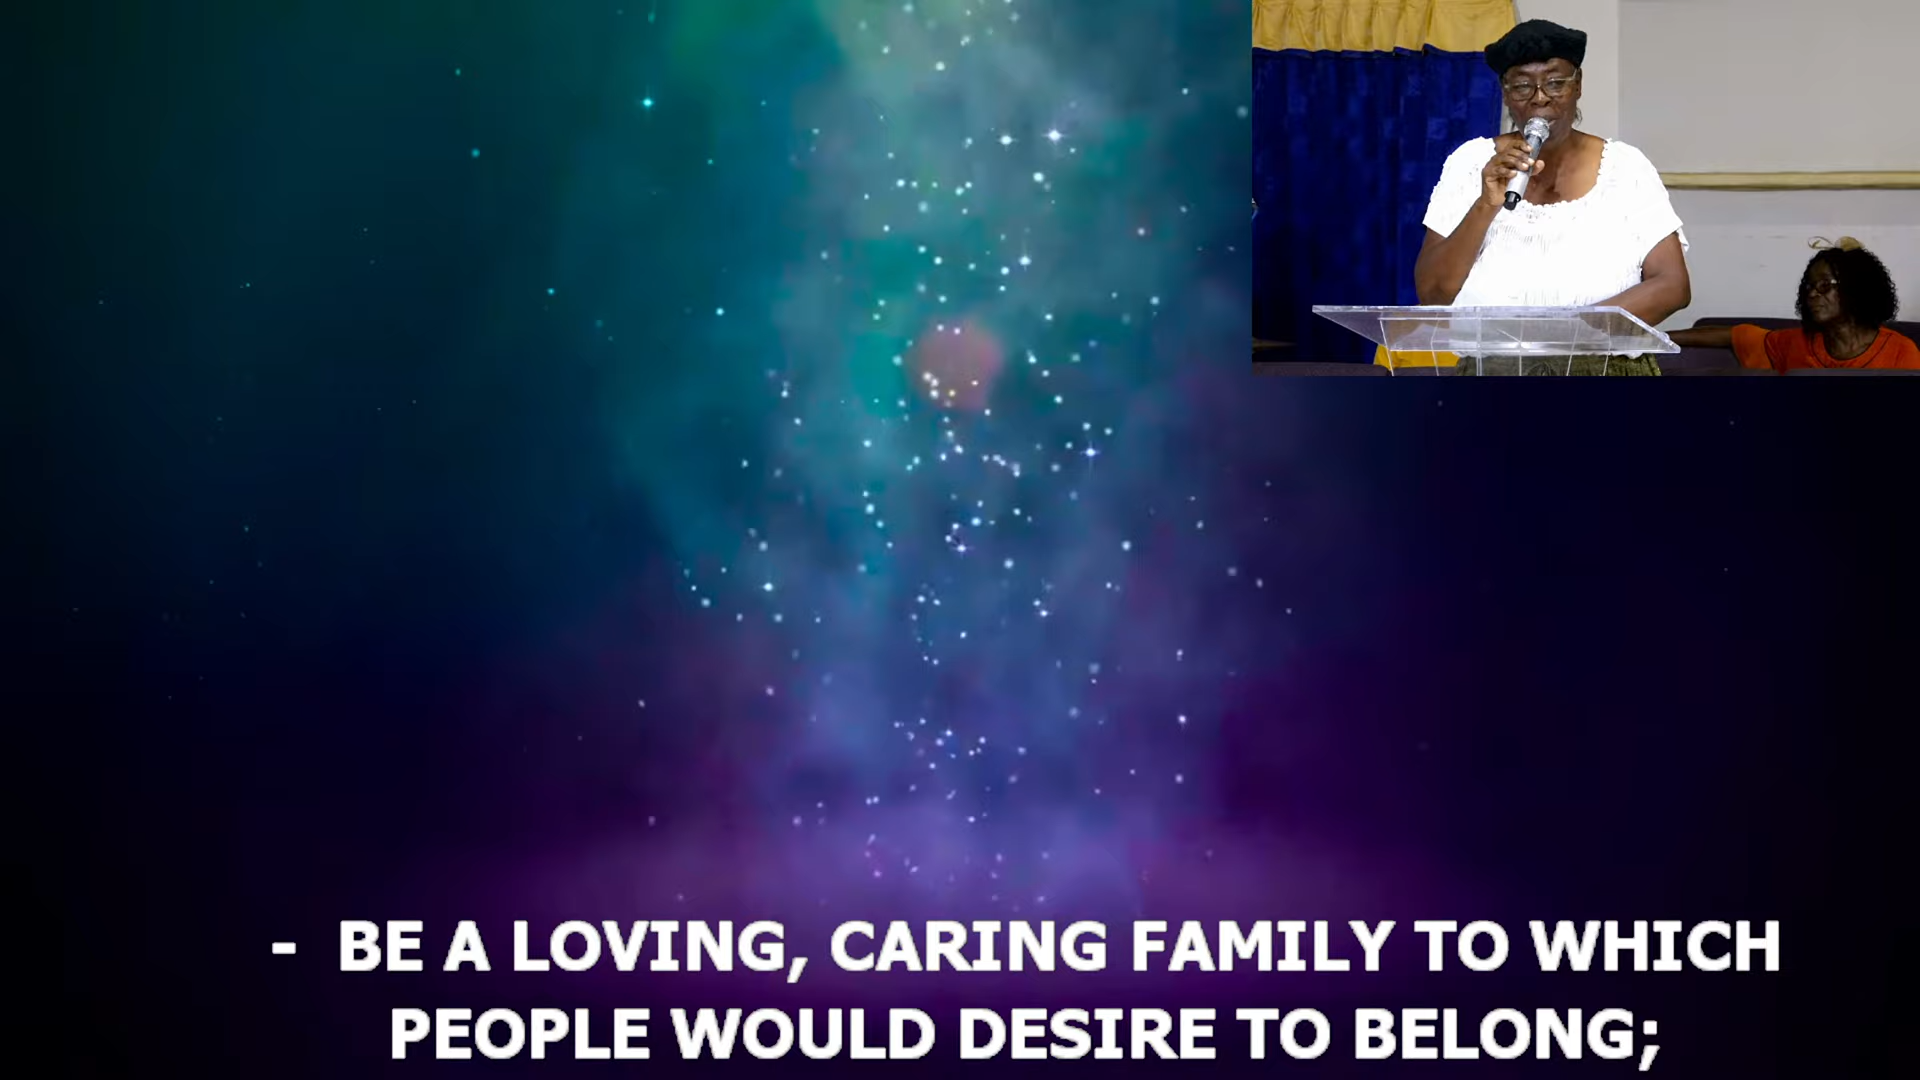 - BE A LOVING, CARING FAMILY TO WHICH
PEOPLE WOULD DESIRE TO BELONG;